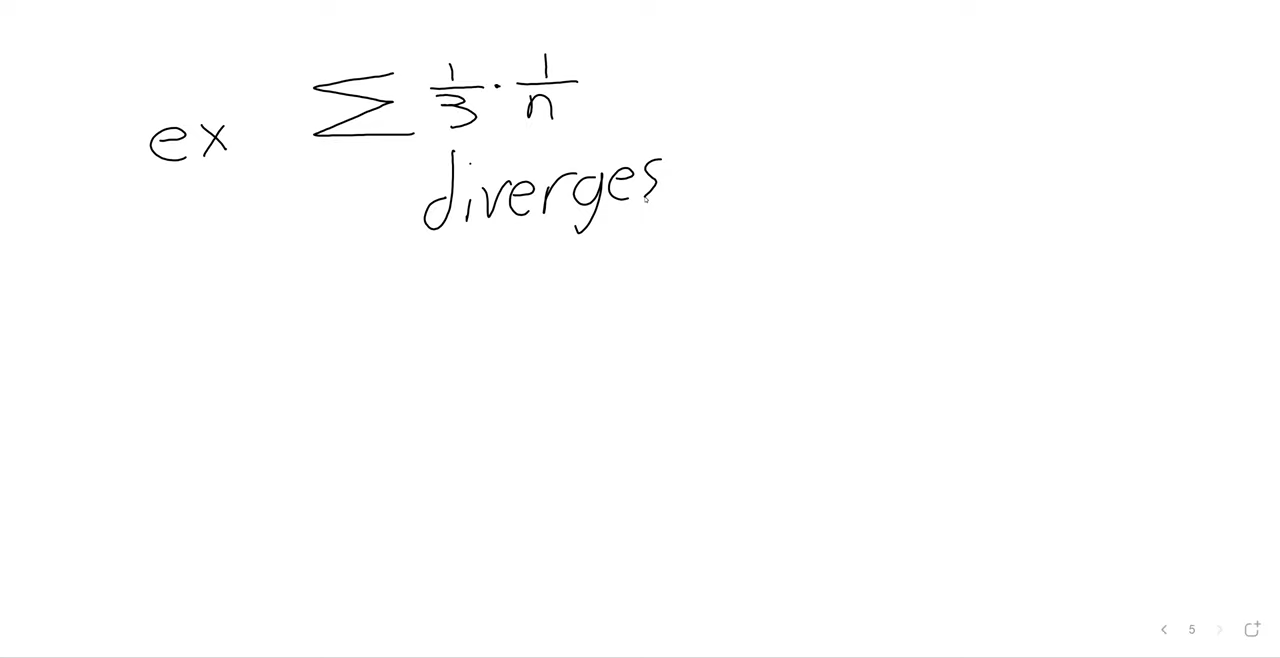 ex ∑ 1/3 · 1/n
diverges
5